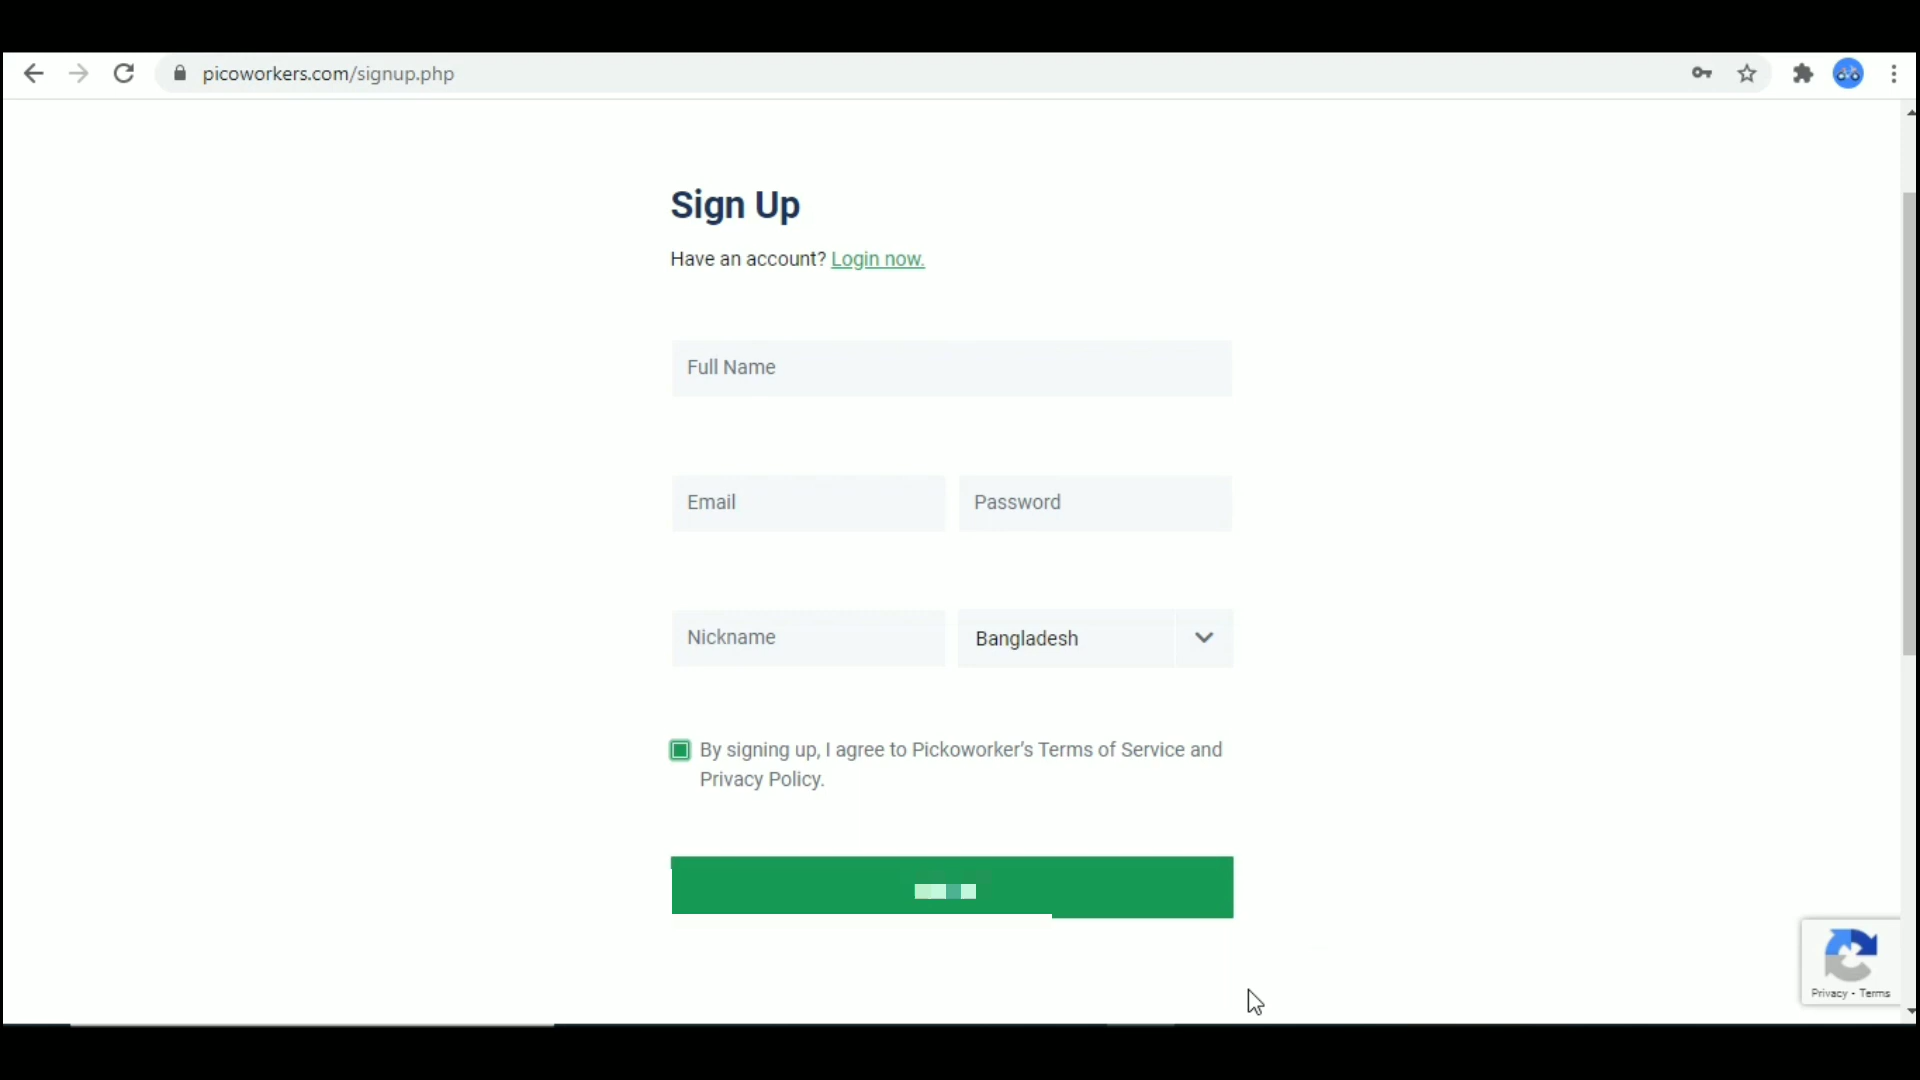 picoworkers.com/signup.php
Sign Up
Have an account? Login now.
Full Name
Email
Password
Nickname
Bangladesh
By signing up, I agree to Pickoworker's Terms of Service and
Privacy Policy.
Privacy - Terms